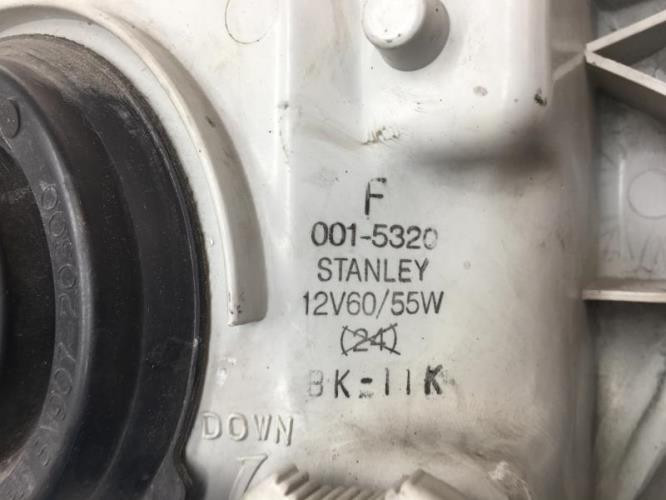 F
001-5320
STANLEY
12V60/55W
(24)
BK-11K
DOWN